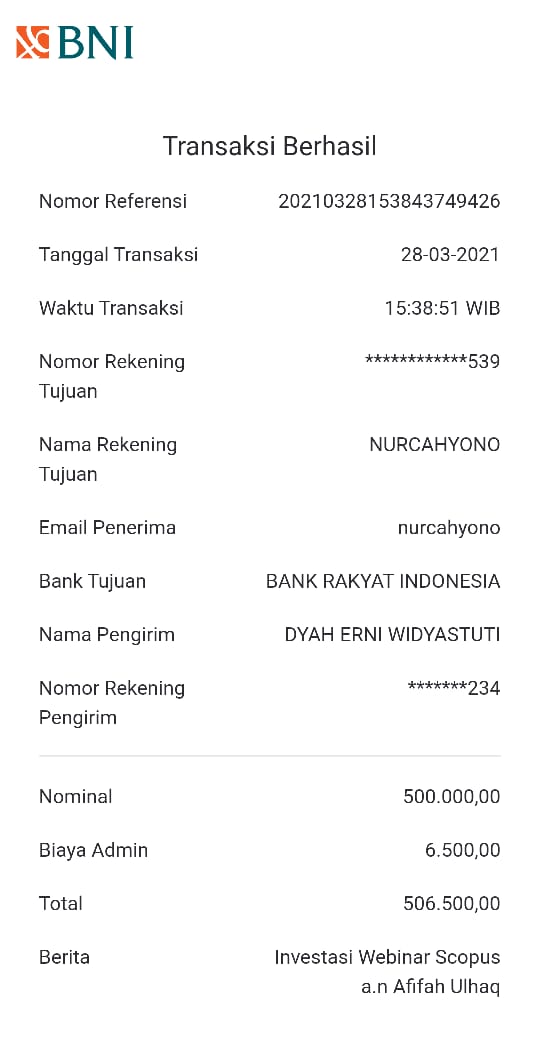 BNI
Transaksi Berhasil
Nomor Referensi 20210328153843749426
Tanggal Transaksi 28-03-2021
Waktu Transaksi 15:38:51 WIB
Nomor Rekening Tujuan ************539
Nama Rekening Tujuan NURCAHYONO
Email Penerima nurcahyono
Bank Tujuan BANK RAKYAT INDONESIA
Nama Pengirim DYAH ERNI WIDYASTUTI
Nomor Rekening Pengirim *******234
Nominal 500.000,00
Biaya Admin 6.500,00
Total 506.500,00
Berita Investasi Webinar Scopus
a.n Afifah Ulhaq